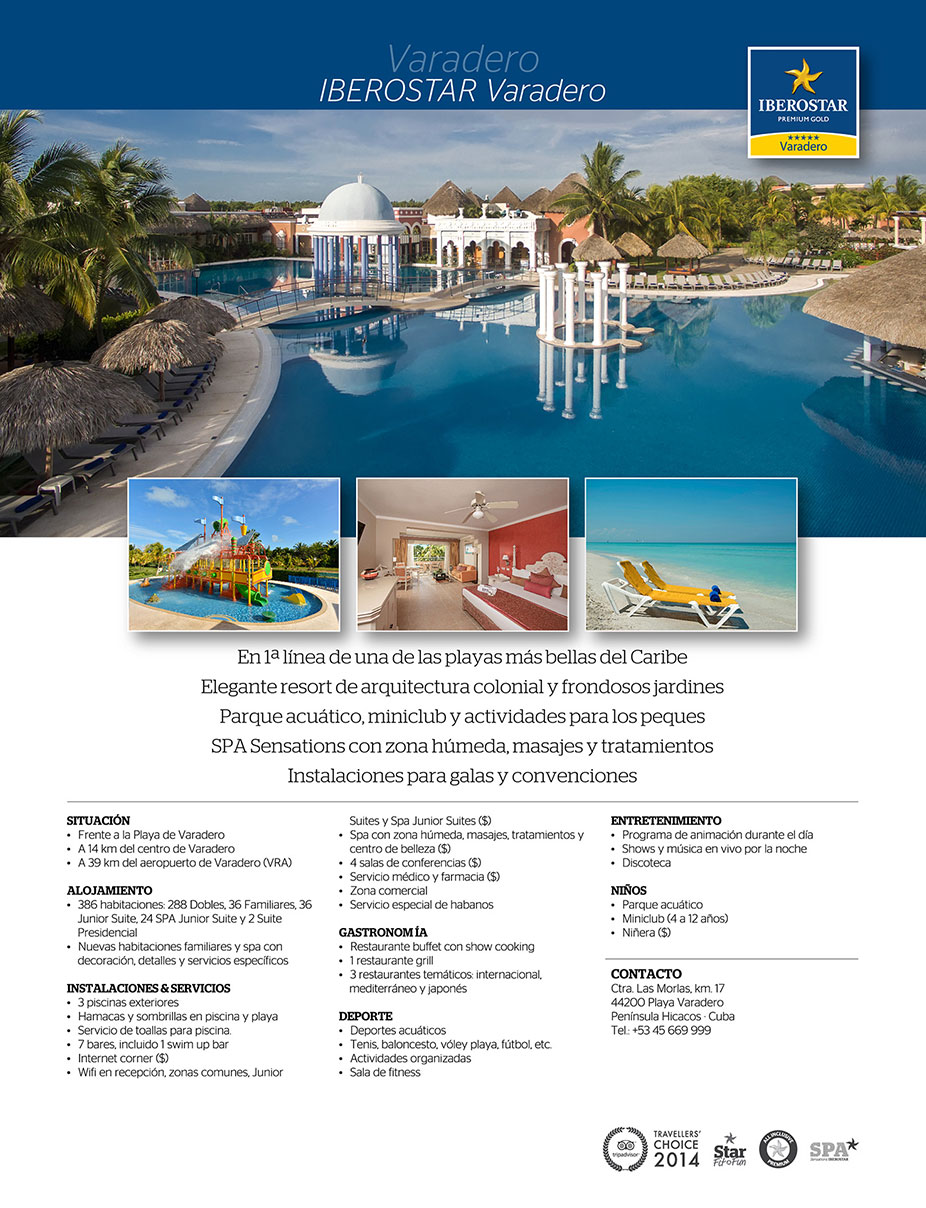 Varadero
IBEROSTAR Varadero
IBEROSTAR
PREMIUM GOLD
★★★★★
Varadero
En 1ª línea de una de las playas más bellas del Caribe
Elegante resort de arquitectura colonial y frondosos jardines
Parque acuático, miniclub y actividades para los peques
SPA Sensations con zona húmeda, masajes y tratamientos
Instalaciones para galas y convenciones
SITUACIÓN
• Frente a la Playa de Varadero
• A 14 km del centro de Varadero
• A 39 km del aeropuerto de Varadero (VRA)
ALOJAMIENTO
• 386 habitaciones: 288 Dobles, 36 Familiares, 36
Junior Suite, 24 SPA Junior Suite y 2 Suite
Presidencial
• Nuevas habitaciones familiares y spa con
decoración, detalles y servicios específicos
INSTALACIONES & SERVICIOS
• 3 piscinas exteriores
• Hamacas y sombrillas en piscina y playa
• Servicio de toallas para piscina.
• 7 bares, incluido 1 swim up bar
• Internet corner ($)
• Wifi en recepción, zonas comunes, Junior
Suites y Spa Junior Suites ($)
• Spa con zona húmeda, masajes, tratamientos y
centro de belleza ($)
• 4 salas de conferencias ($)
• Servicio médico y farmacia ($)
• Zona comercial
• Servicio especial de habanos
GASTRONOMÍA
• Restaurante buffet con show cooking
• 1 restaurante grill
• 3 restaurantes temáticos: internacional,
mediterráneo y japonés
DEPORTE
• Deportes acuáticos
• Tenis, baloncesto, vóley playa, fútbol, etc.
• Actividades organizadas
• Sala de fitness
ENTRETENIMIENTO
• Programa de animación durante el día
• Shows y música en vivo por la noche
• Discoteca
NIÑOS
• Parque acuático
• Miniclub (4 a 12 años)
• Niñera ($)
CONTACTO
Ctra. Las Morlas, km. 17
44200 Playa Varadero
Península Hicacos · Cuba
Tel.: +53 45 669 999
tripadvisor
TRAVELLERS'
CHOICE
2014
Star
Fit & Fun
ALL INCLUSIVE
PREMIUM
SPA
Sensations IBEROSTAR